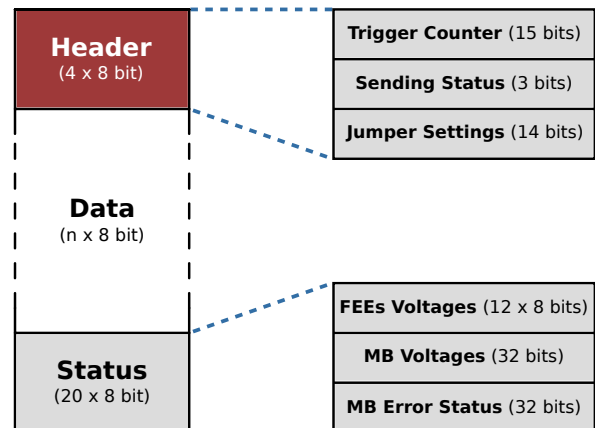 Header
(4 x 8 bit)
Data
(n x 8 bit)
Status
(20 x 8 bit)
Trigger Counter (15 bits)
Sending Status (3 bits)
Jumper Settings (14 bits)
FEEs Voltages (12 x 8 bits)
MB Voltages (32 bits)
MB Error Status (32 bits)